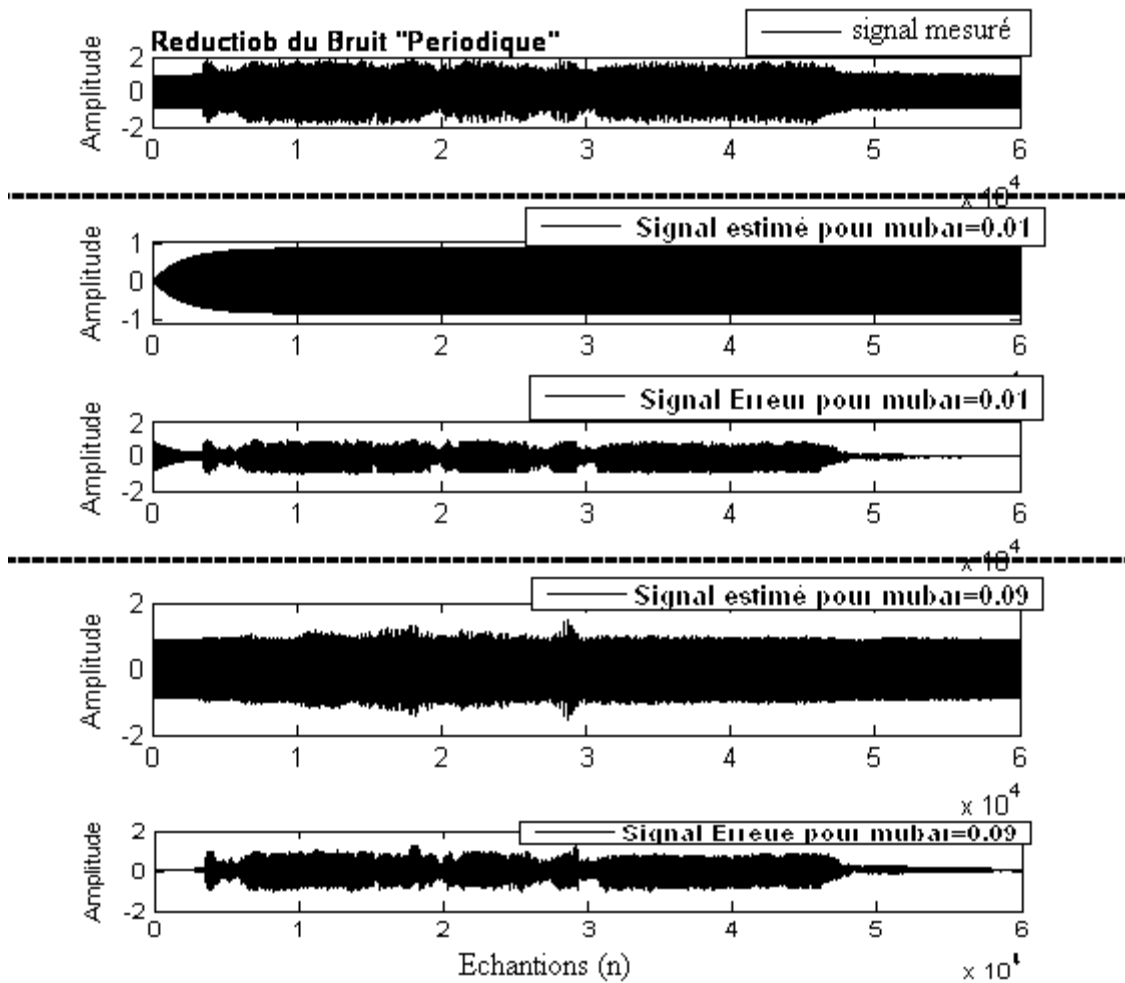 Reductiob du Bruit "Periodique"
signal mesuré
Amplitude
2
0
-2
0 1 2 3 4 5 6
x 10^4
Signal estimé pour mubar=0.01
Amplitude
1
0
-1
0 1 2 3 4 5 6
Signal Erreur pour mubar=0.01
Amplitude
2
0
-2
0 1 2 3 4 5 6
x 10^4
Signal estimé pour mubar=0.09
Amplitude
2
0
-2
0 1 2 3 4 5 6
x 10^4
Signal Erreue pour mubar=0.09
Amplitude
2
0
-2
0 1 2 3 4 5 6
Echantions (n)
x 10^4